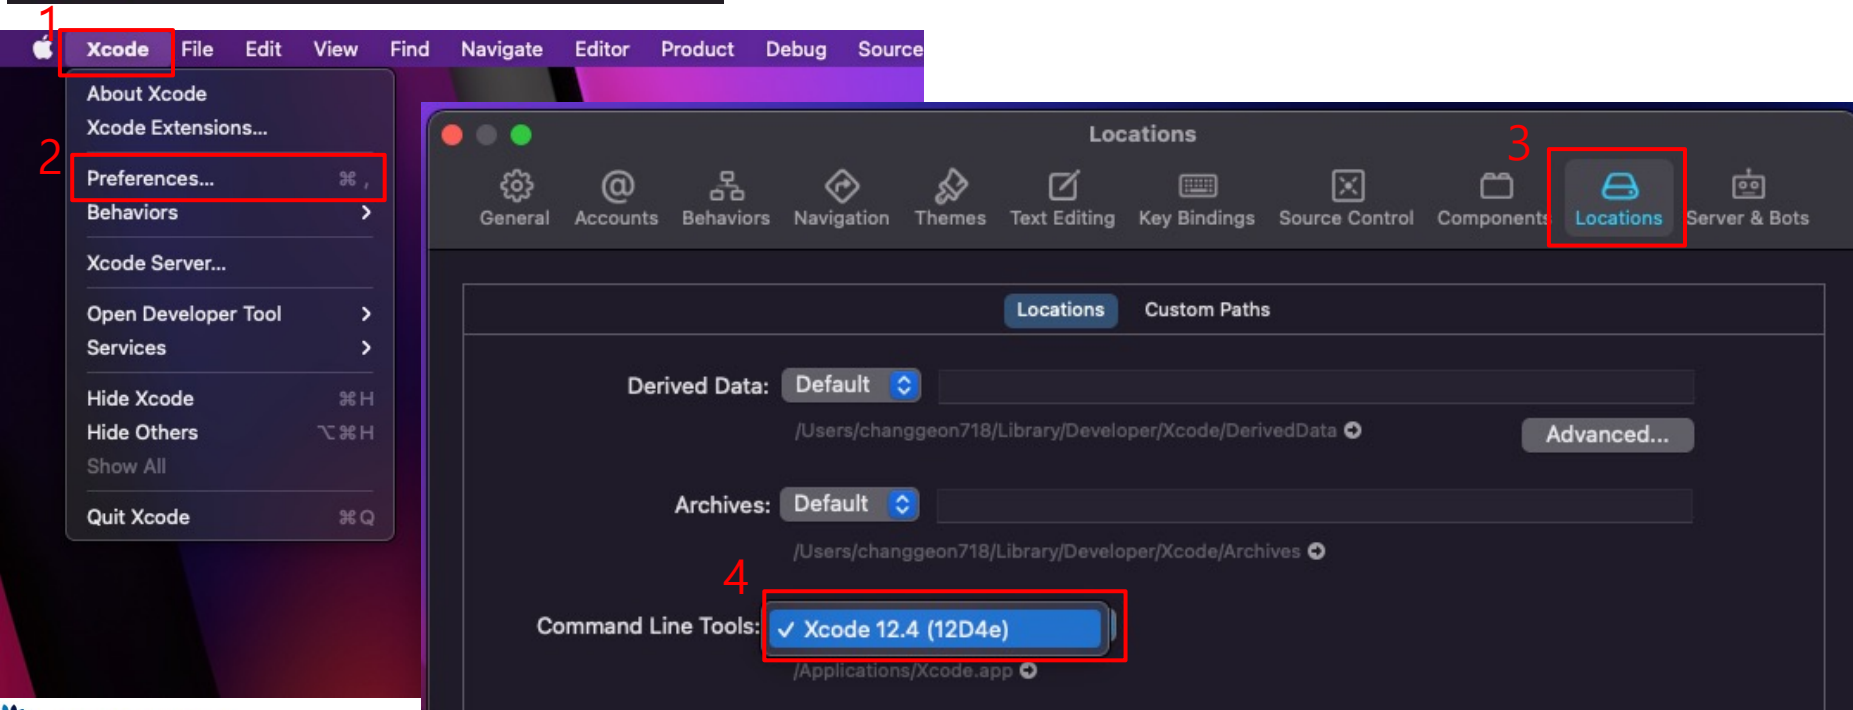 1
Xcode File Edit View Find Navigate Editor Product Debug Source
About Xcode
Xcode Extensions...
2
Preferences... ⌘ ,
Behaviors >
Xcode Server...
Open Developer Tool >
Services >
Hide Xcode ⌘H
Hide Others ⌥⌘H
Show All
Quit Xcode ⌘Q
Locations
3
General Accounts Behaviors Navigation Themes Text Editing Key Bindings Source Control Components Locations Server & Bots
Locations Custom Paths
Derived Data: Default
/Users/changgeon718/Library/Developer/Xcode/DerivedData
Advanced...
Archives: Default
/Users/changgeon718/Library/Developer/Xcode/Archives
4
Command Line Tools: ✓ Xcode 12.4 (12D4e)
/Applications/Xcode.app